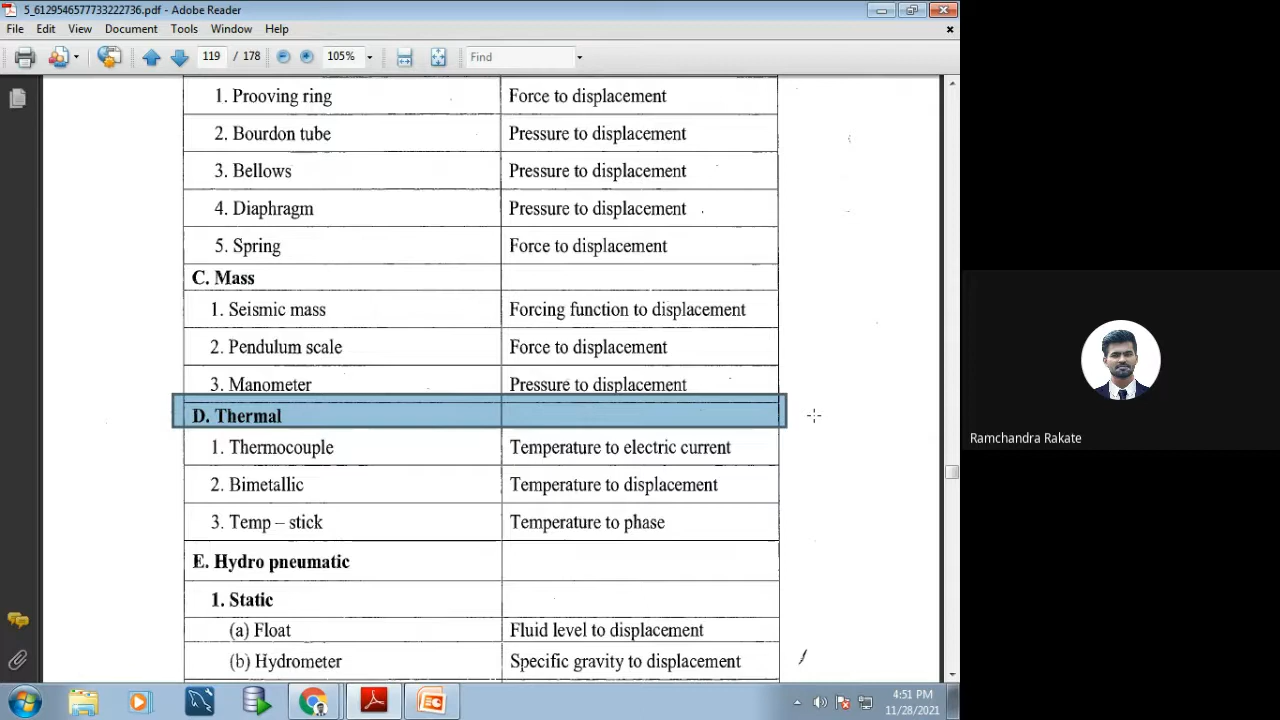 5_6129546577733222736.pdf - Adobe Reader
File Edit View Document Tools Window Help
119 / 178 105% Find
1. Prooving ring Force to displacement
2. Bourdon tube Pressure to displacement
3. Bellows Pressure to displacement
4. Diaphragm Pressure to displacement
5. Spring Force to displacement
C. Mass
1. Seismic mass Forcing function to displacement
2. Pendulum scale Force to displacement
3. Manometer Pressure to displacement
D. Thermal
1. Thermocouple Temperature to electric current
2. Bimetallic Temperature to displacement
3. Temp – stick Temperature to phase
E. Hydro pneumatic
1. Static
(a) Float Fluid level to displacement
(b) Hydrometer Specific gravity to displacement
Ramchandra Rakate
4:51 PM
11/28/2021